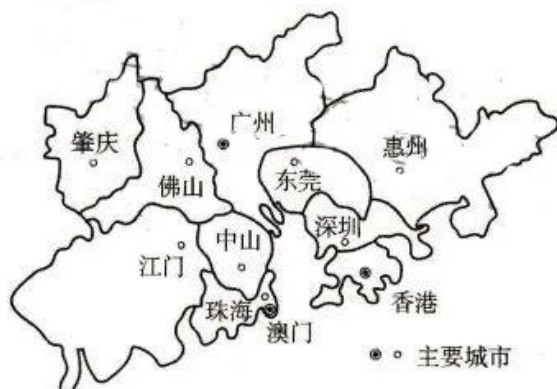 广州
肇庆
惠州
东莞
佛山
深圳
中山
江门
香港
珠海
澳门
主要城市